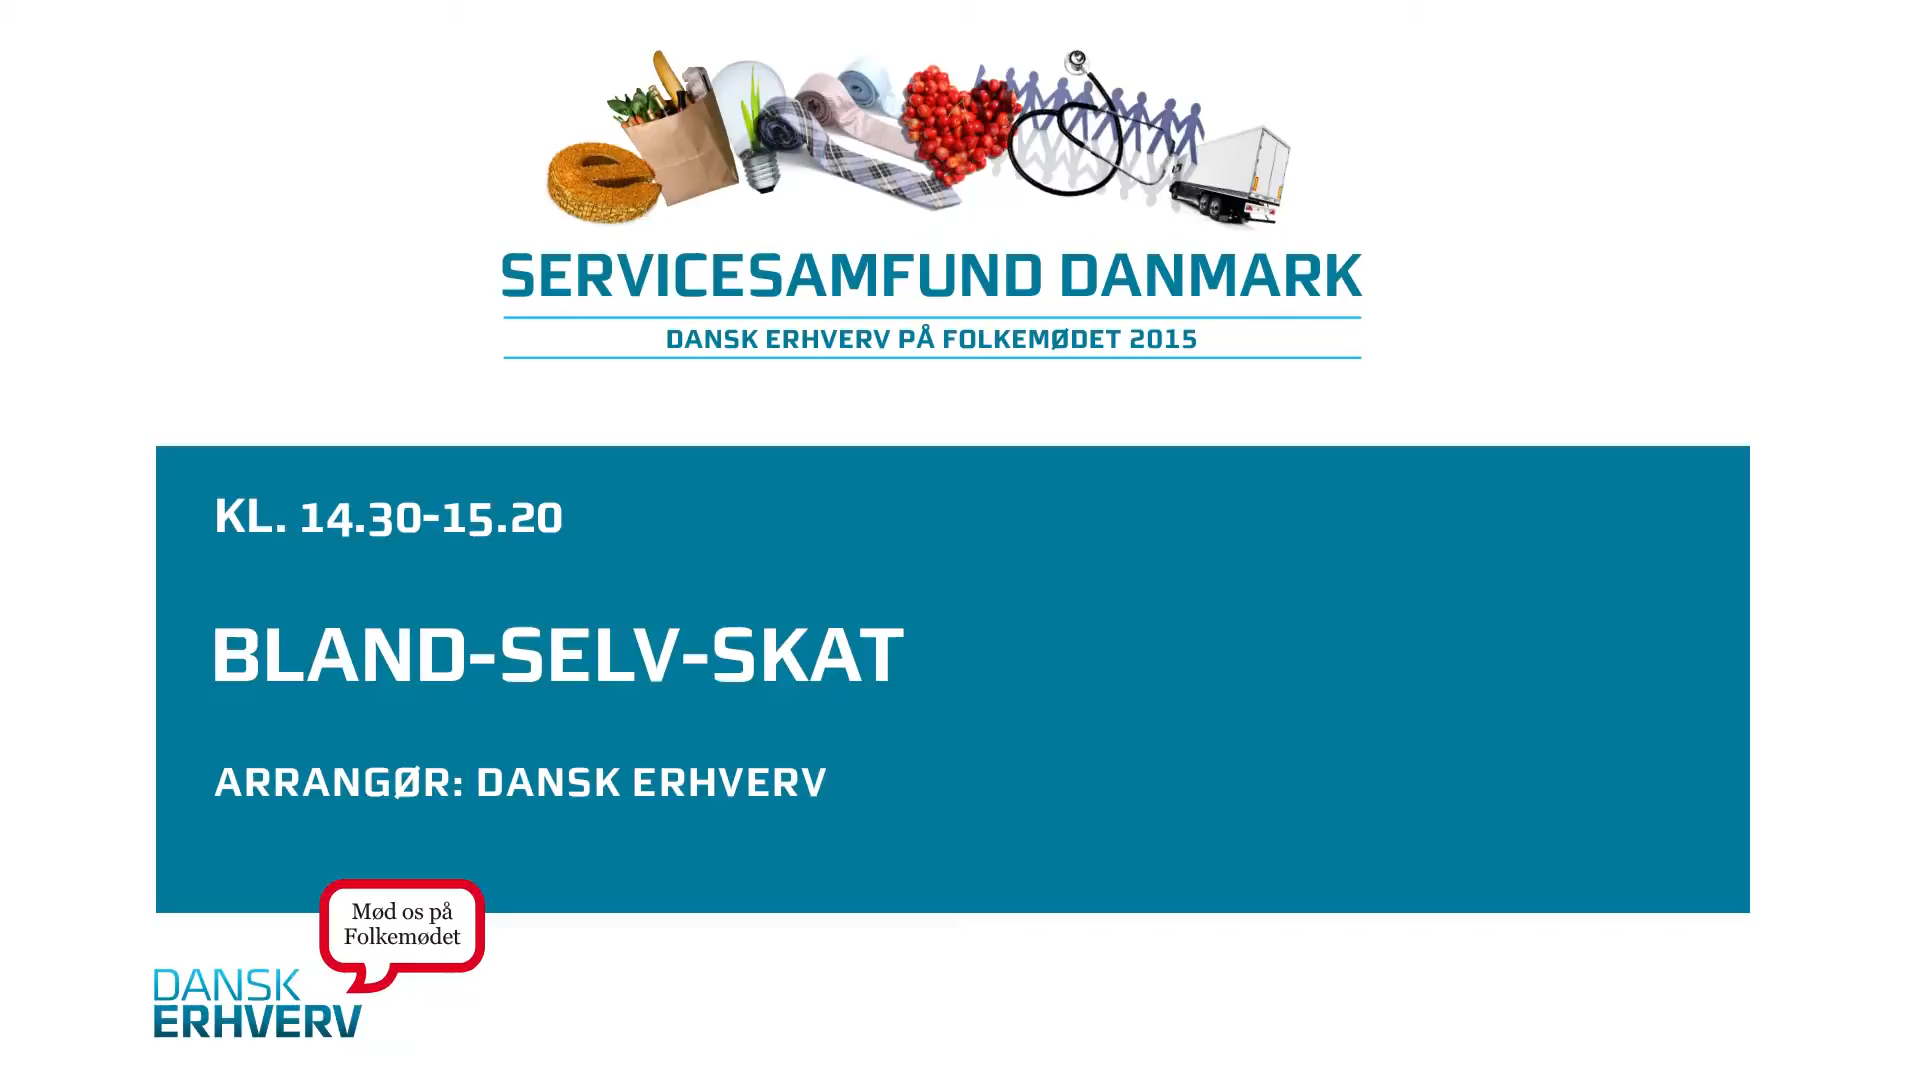 SERVICESAMFUND DANMARK
DANSK ERHVERV PÅ FOLKEMØDET 2015
KL. 14.30-15.20
BLAND-SELV-SKAT
ARRANGØR: DANSK ERHVERV
Mød os på
Folkemødet
DANSK
ERHVERV